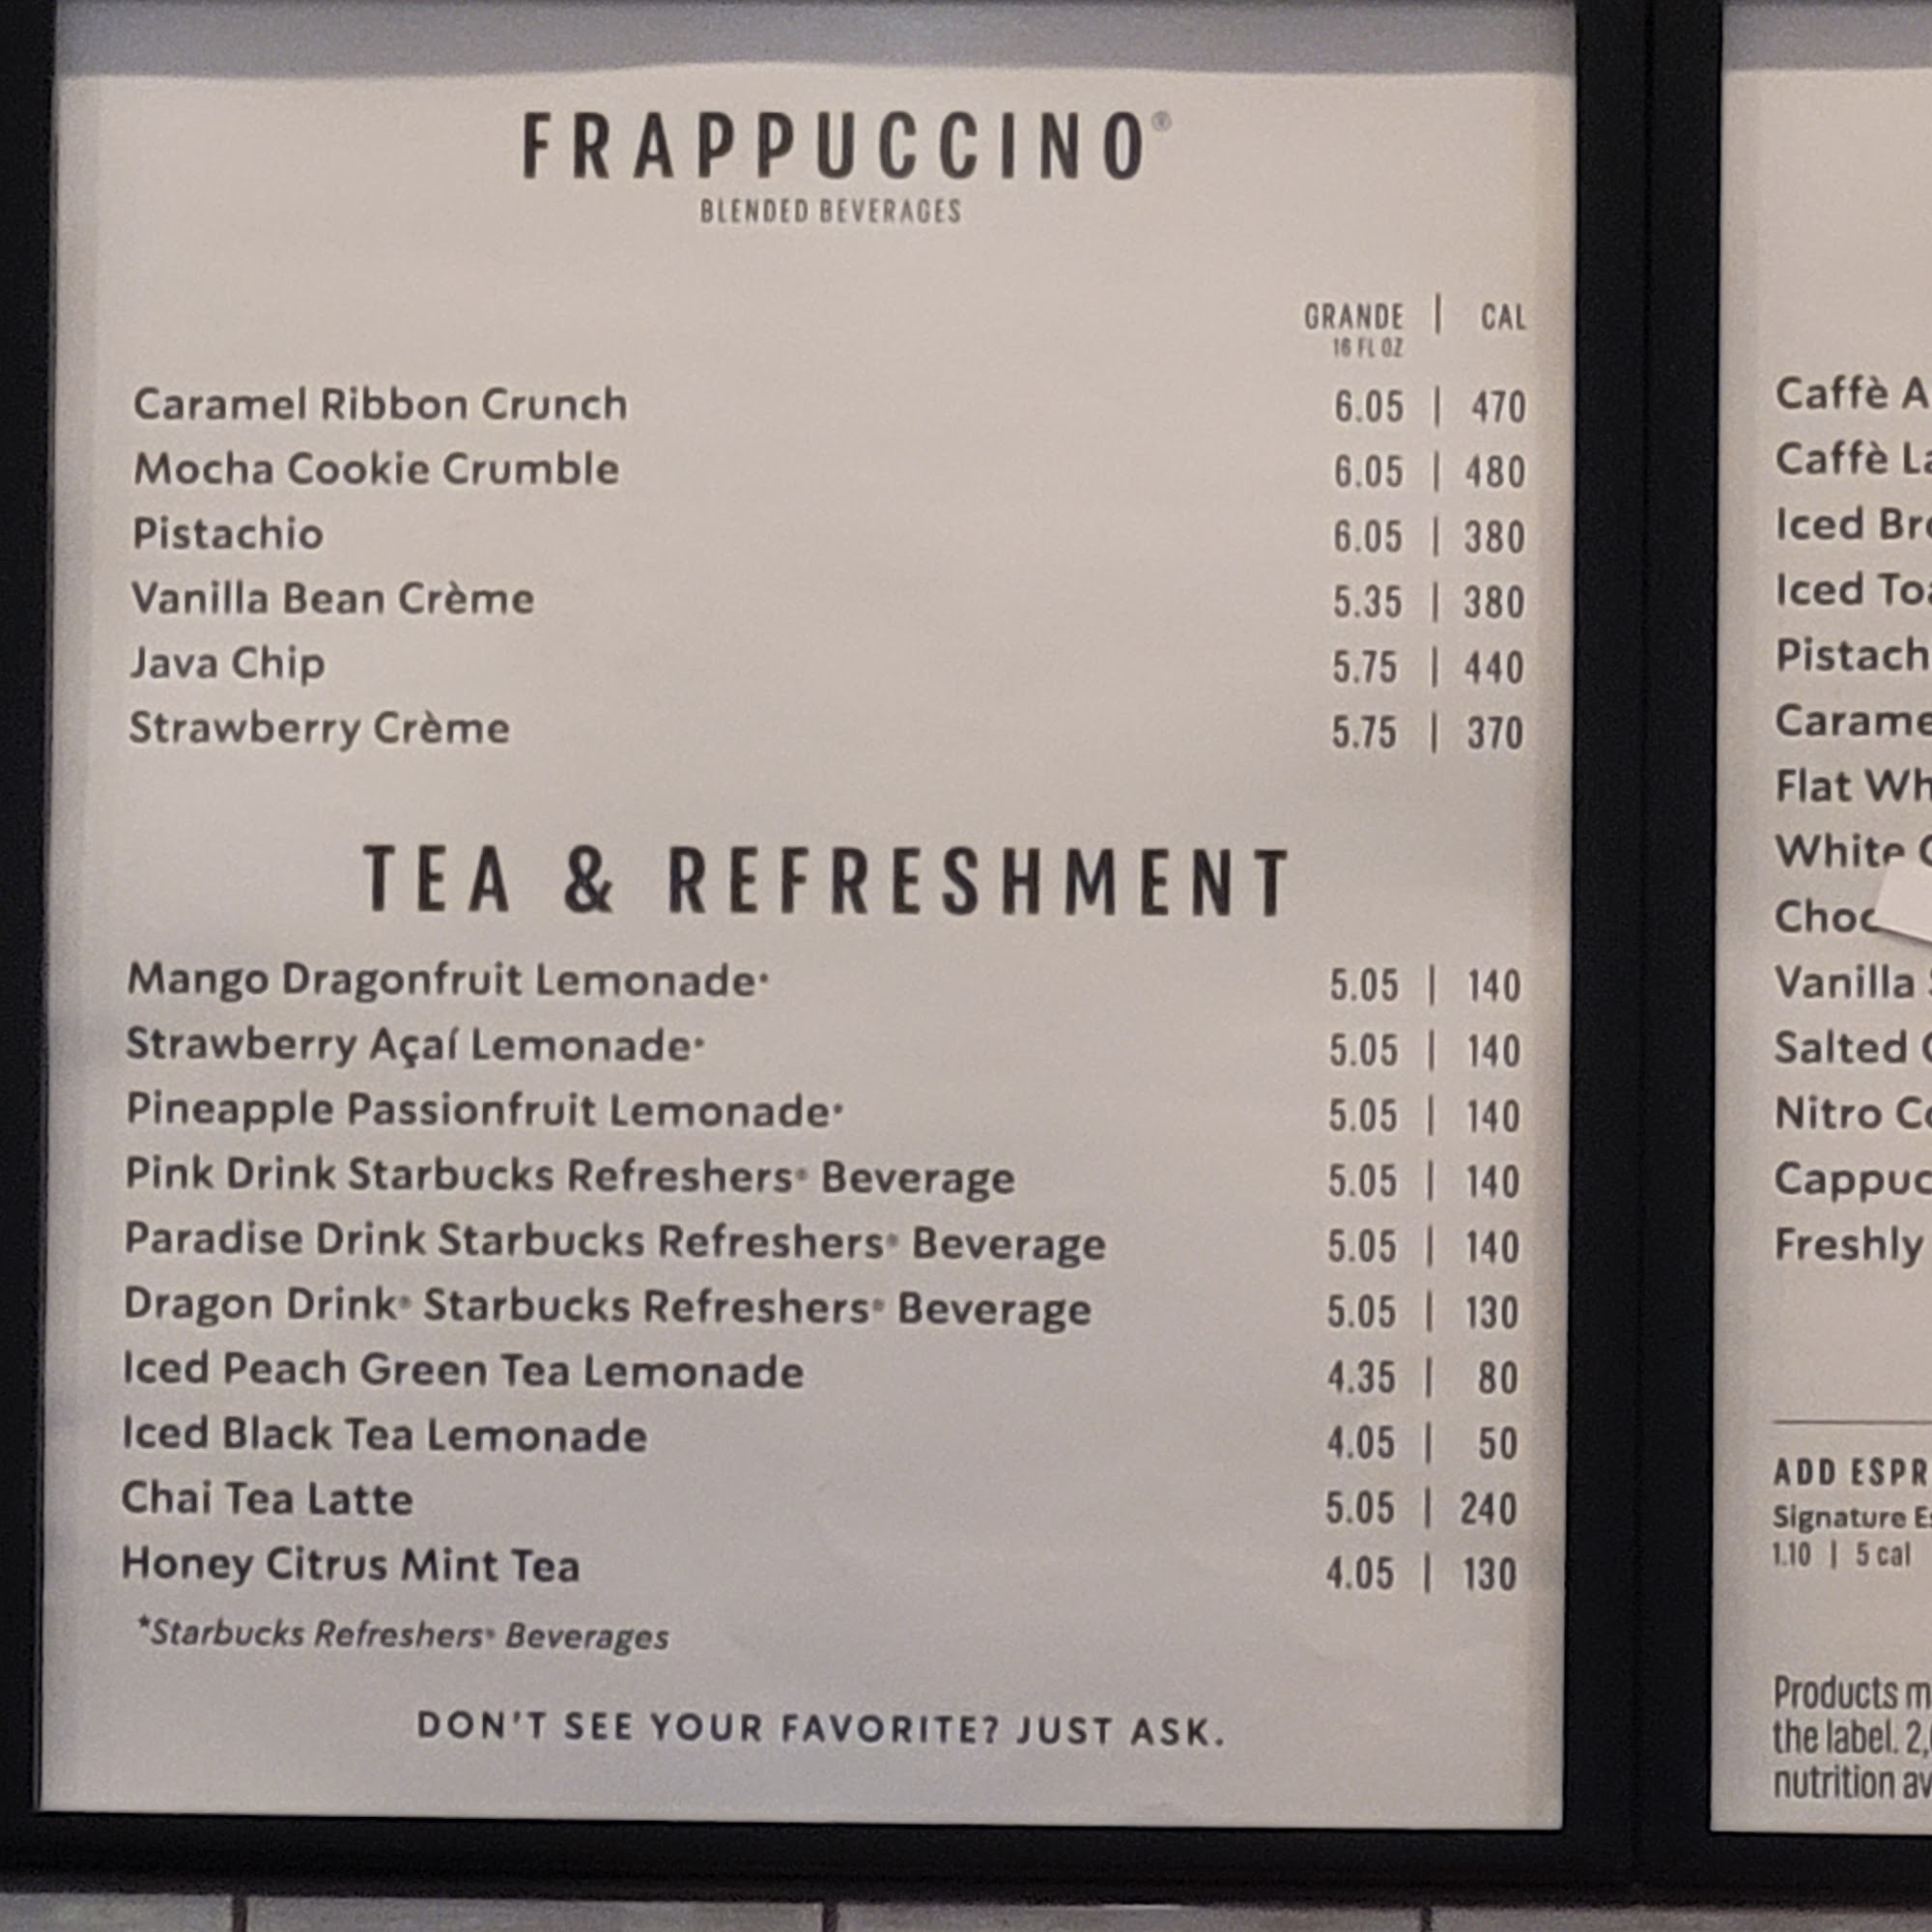 FRAPPUCCINO®
BLENDED BEVERAGES
GRANDE | CAL
16 FL OZ
Caramel Ribbon Crunch 6.05 | 470
Mocha Cookie Crumble 6.05 | 480
Pistachio 6.05 | 380
Vanilla Bean Crème 5.35 | 380
Java Chip 5.75 | 440
Strawberry Crème 5.75 | 370
TEA & REFRESHMENT
Mango Dragonfruit Lemonade* 5.05 | 140
Strawberry Açaí Lemonade* 5.05 | 140
Pineapple Passionfruit Lemonade* 5.05 | 140
Pink Drink Starbucks Refreshers® Beverage 5.05 | 140
Paradise Drink Starbucks Refreshers® Beverage 5.05 | 140
Dragon Drink® Starbucks Refreshers® Beverage 5.05 | 130
Iced Peach Green Tea Lemonade 4.35 | 80
Iced Black Tea Lemonade 4.05 | 50
Chai Tea Latte 5.05 | 240
Honey Citrus Mint Tea 4.05 | 130
*Starbucks Refreshers® Beverages
DON'T SEE YOUR FAVORITE? JUST ASK.
Caffè
Caffè
Iced
Iced
Flat
White
Vanilla
Salted
Nitro
Freshly
ADD
Signature
1.10 | 5 cal
Products
the label.
nutrition